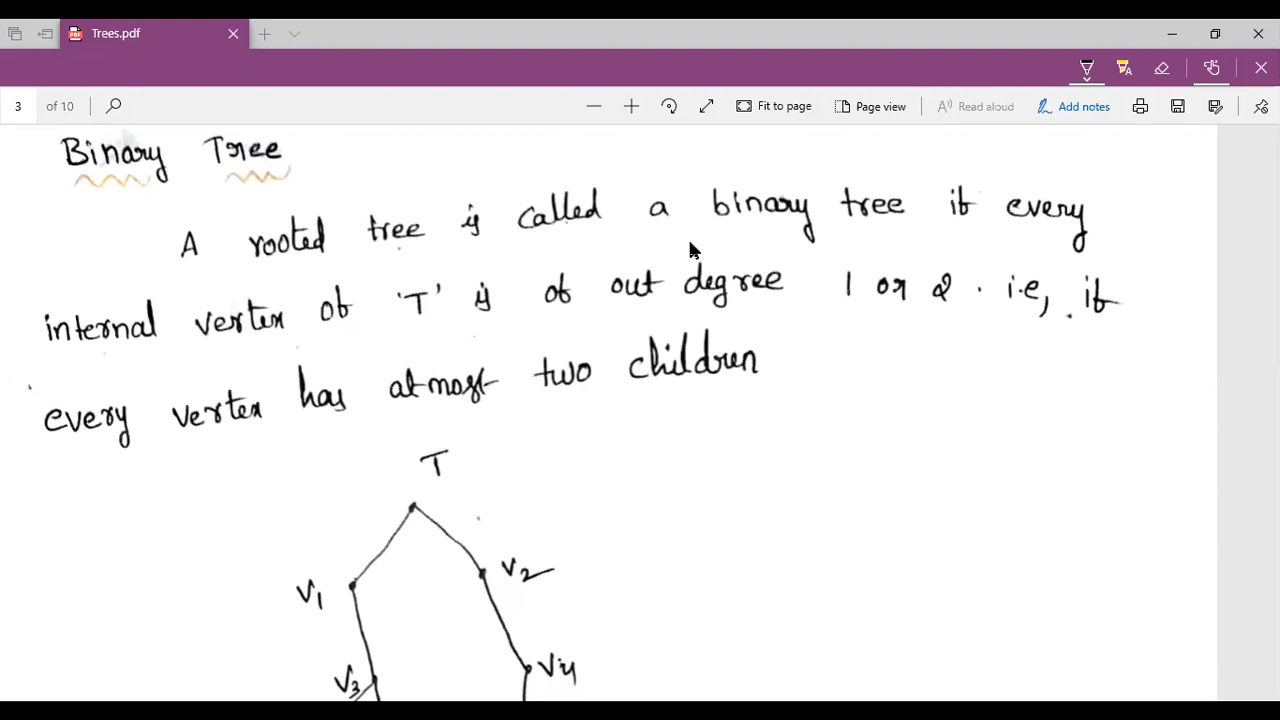 Trees.pdf
3 of 10
Fit to page
Page view
Read aloud
Add notes
Binary Tree
A rooted tree is called a binary tree if every
internal vertex of 'T' is of out degree 1 or 2 . i.e, if
every vertex has atmost two children
T
V1
V2
V3
V4